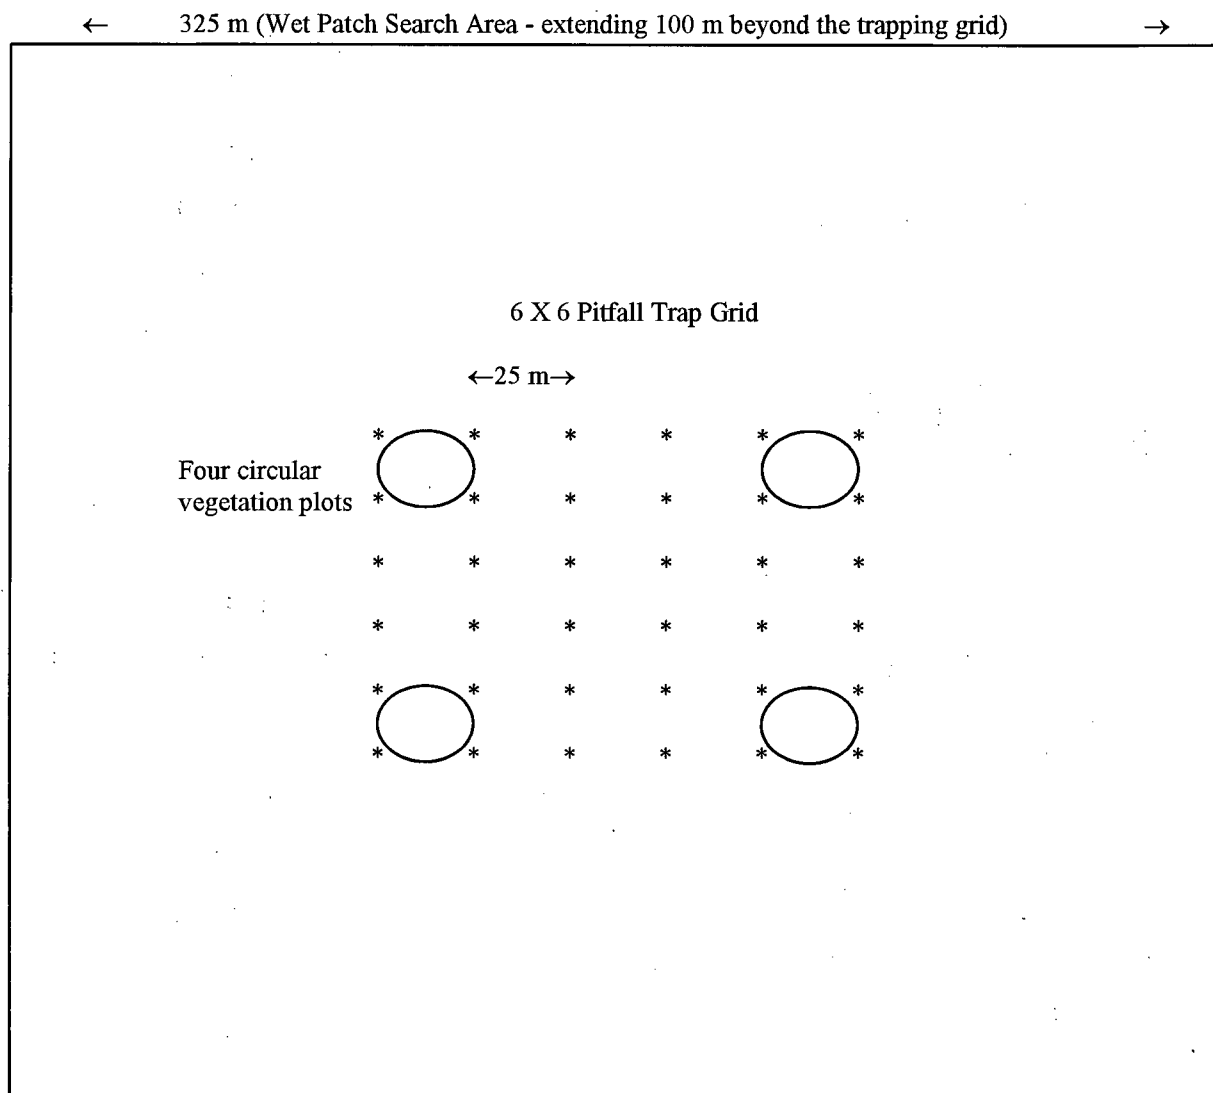 ← 325 m (Wet Patch Search Area - extending 100 m beyond the trapping grid) →
6 X 6 Pitfall Trap Grid
←25 m→
* * * * * *
Four circular
vegetation plots * * * * * *
* * * * * *
* * * * * *
* * * * * *
* * * * * *